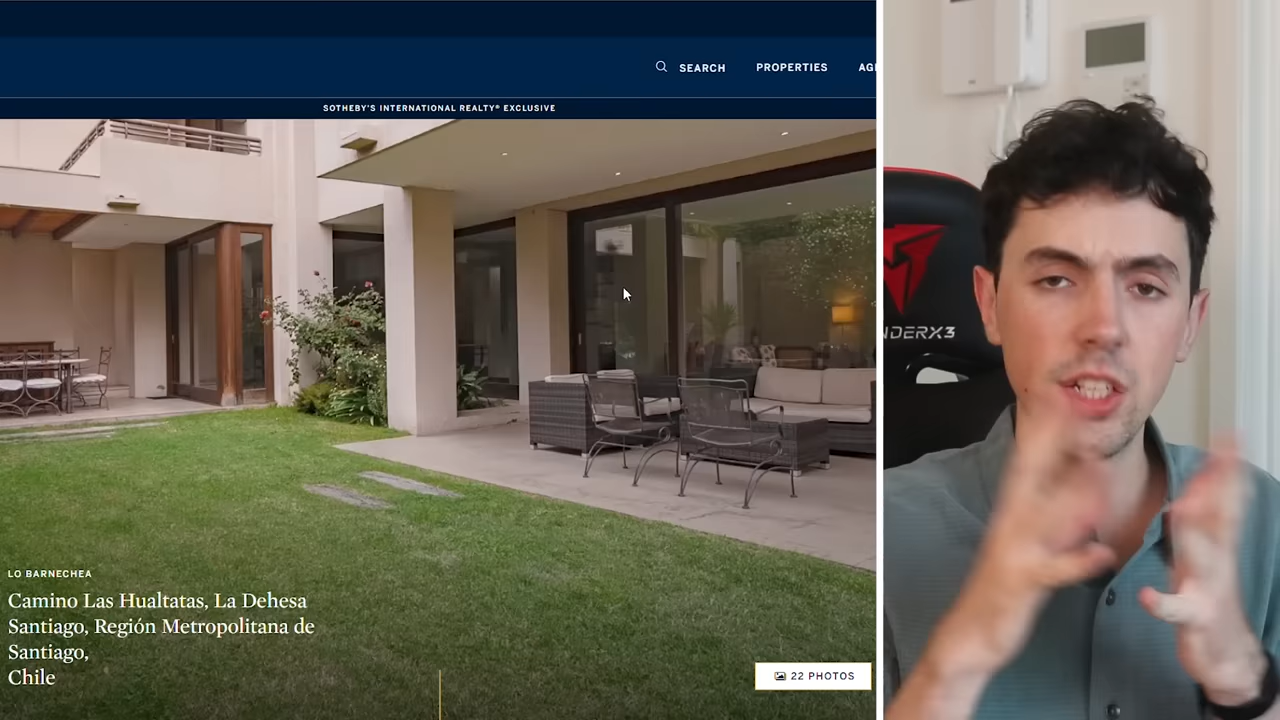 SEARCH
PROPERTIES
AG
SOTHEBY'S INTERNATIONAL REALTY® EXCLUSIVE
LO BARNECHEA
Camino Las Hualtatas, La Dehesa
Santiago, Región Metropolitana de
Santiago,
Chile
22 PHOTOS
NDERX3